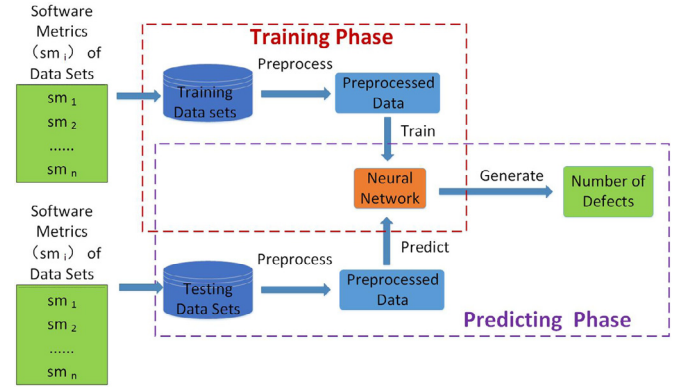 Software
Metrics
（sm i） of
Data Sets
sm 1
sm 2
......
sm n
Training Phase
Training
Data sets
Preprocess
Preprocessed
Data
Train
Neural
Network
Generate
Number of
Defects
Software
Metrics
（sm i） of
Data Sets
sm 1
sm 2
......
sm n
Testing
Data Sets
Preprocess
Preprocessed
Data
Predict
Predicting Phase